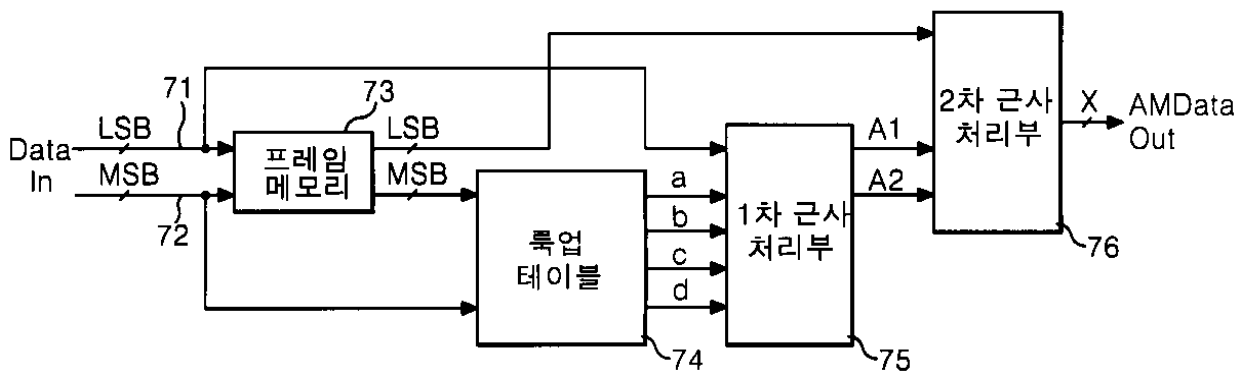 Data
In
LSB
71
MSB
72
73
프레임
메모리
LSB
MSB
룩업
테이블
74
a
b
c
d
1차 근사
처리부
75
A1
A2
2차 근사
처리부
76
X
AMData
Out